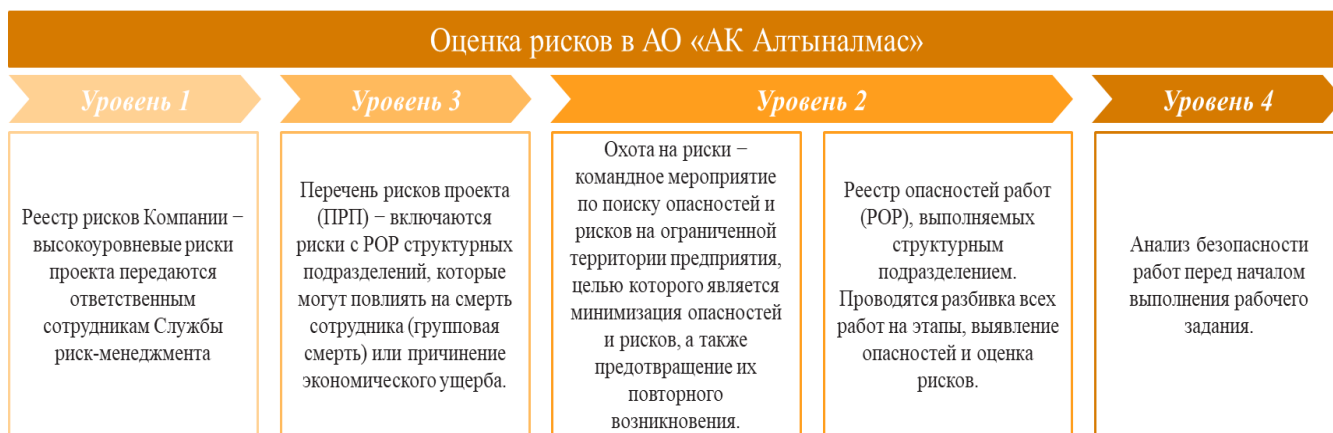 Оценка рисков в АО «АК Алтыналмас»
Уровень 1
Уровень 3
Уровень 2
Уровень 4
Реестр рисков Компании −
высокоуровневые риски
проекта передаются
ответственным
сотрудникам Службы
риск-менеджмента
Перечень рисков проекта
(ПРП) − включаются
риски с РОР структурных
подразделений, которые
могут повлиять на смерть
сотрудника (групповая
смерть) или причинение
экономического ущерба.
Охота на риски −
командное мероприятие
по поиску опасностей и
рисков на ограниченной
территории предприятия,
целью которого является
минимизация опасностей
и рисков, а также
предотвращение их
повторного
возникновения.
Реестр опасностей работ
(РОР), выполняемых
структурным
подразделением.
Проводятся разбивка всех
работ на этапы, выявление
опасностей и оценка
рисков.
Анализ безопасности
работ перед началом
выполнения рабочего
задания.